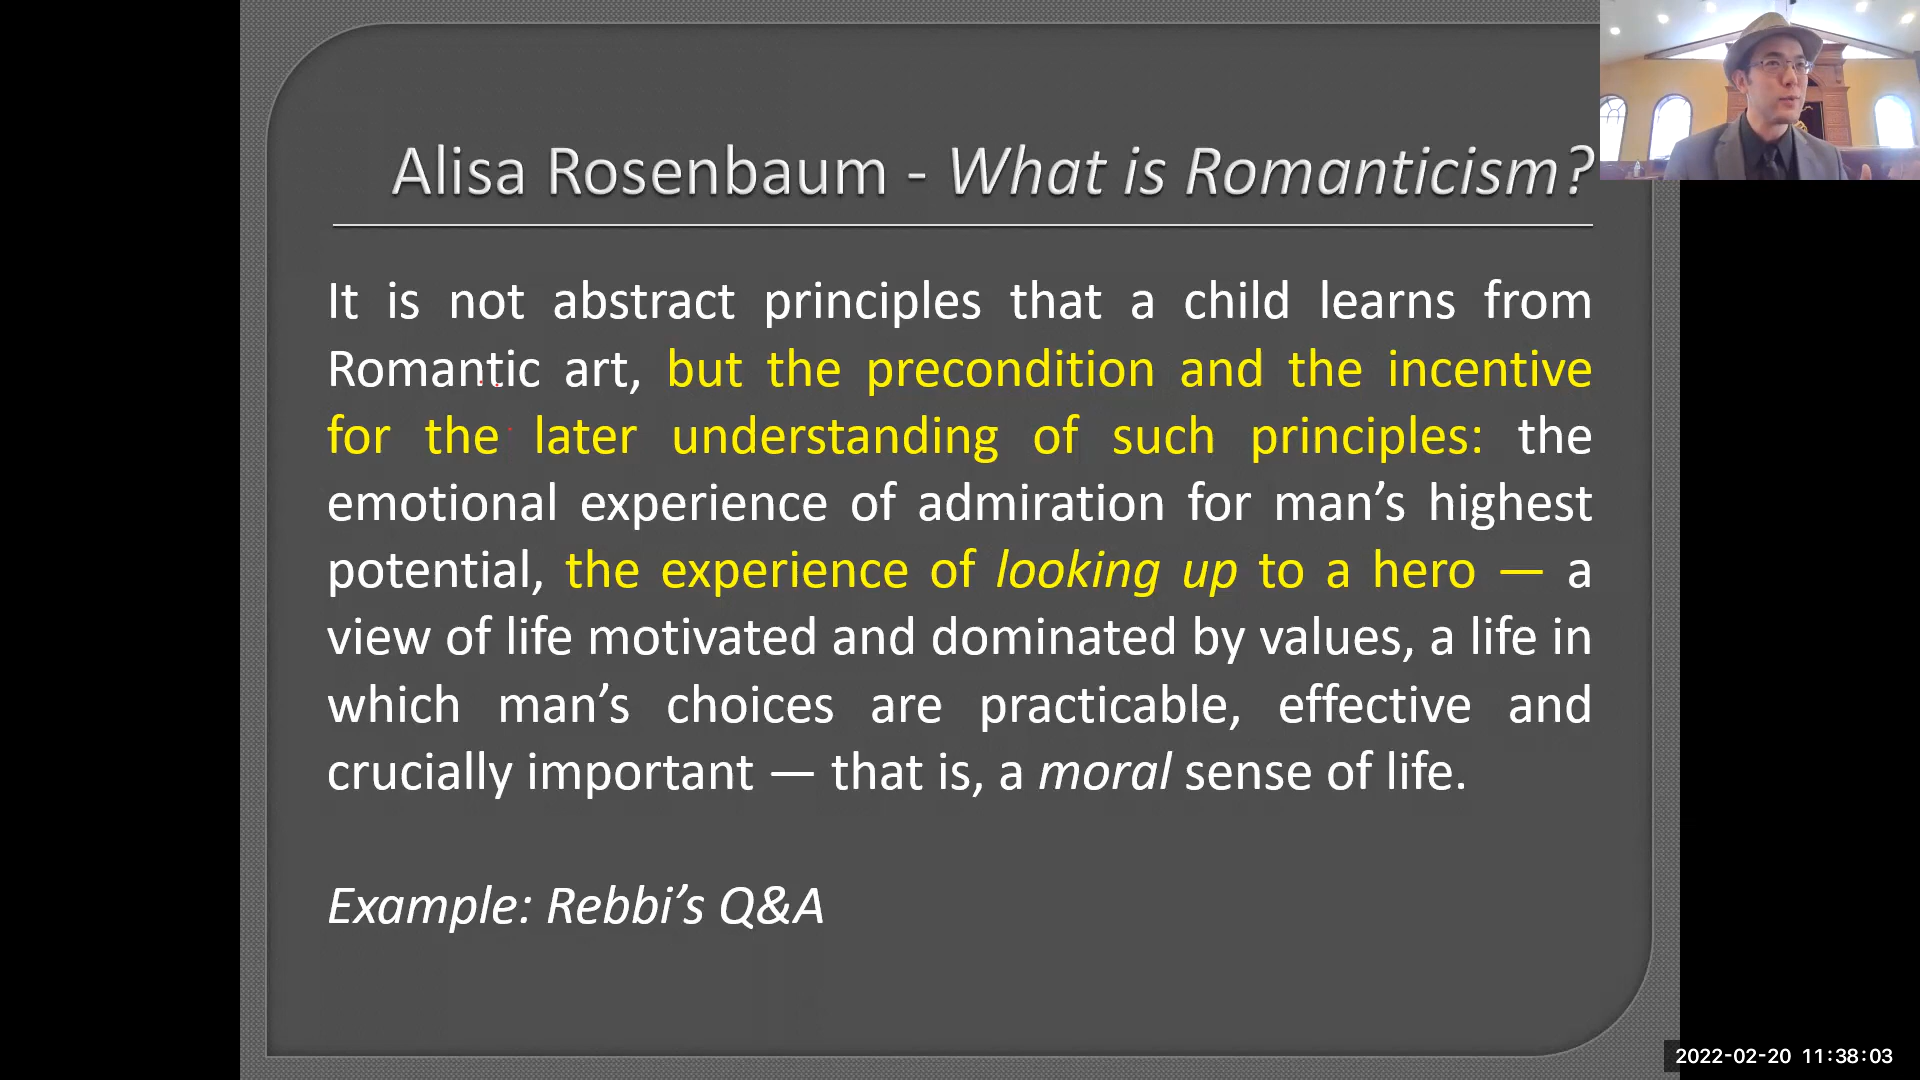 Alisa Rosenbaum - What is Romanticism?
It is not abstract principles that a child learns from
Romantic art, but the precondition and the incentive
for the later understanding of such principles: the
emotional experience of admiration for man’s highest
potential, the experience of looking up to a hero — a
view of life motivated and dominated by values, a life in
which man’s choices are practicable, effective and
crucially important — that is, a moral sense of life.
Example: Rebbi’s Q&A
2022-02-20 11:38:03